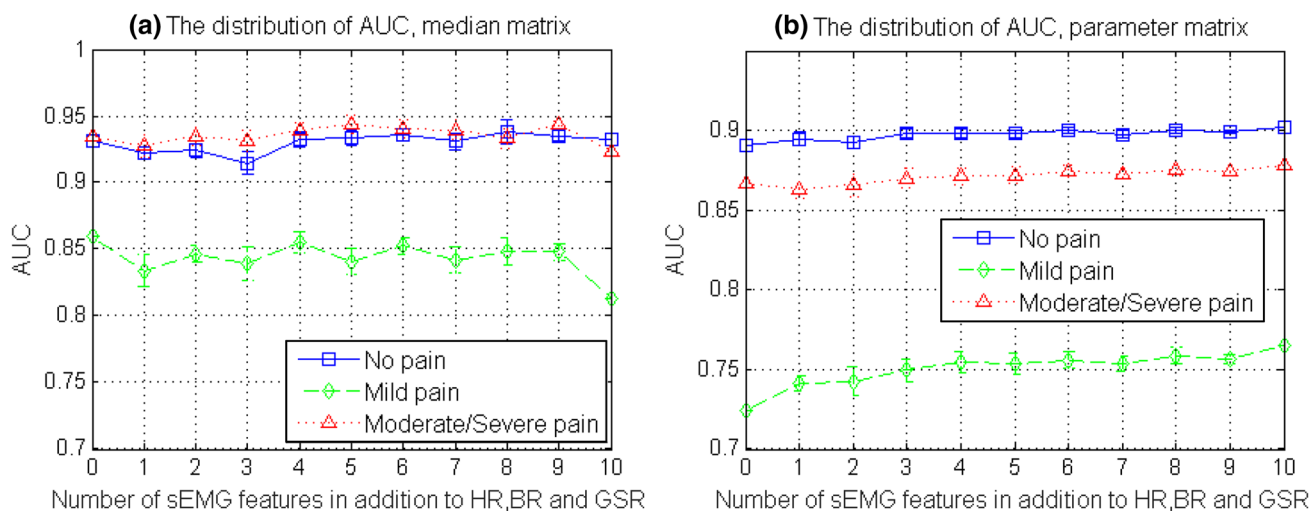 (a) The distribution of AUC, median matrix
1
0.95
0.9
0.85
0.8
0.75
0.7
AUC
No pain
Mild pain
Moderate/Severe pain
0 1 2 3 4 5 6 7 8 9 10
Number of sEMG features in addition to HR,BR and GSR
(b) The distribution of AUC, parameter matrix
0.9
0.85
0.8
0.75
0.7
AUC
No pain
Mild pain
Moderate/Severe pain
0 1 2 3 4 5 6 7 8 9 10
Number of sEMG features in addition to HR,BR and GSR